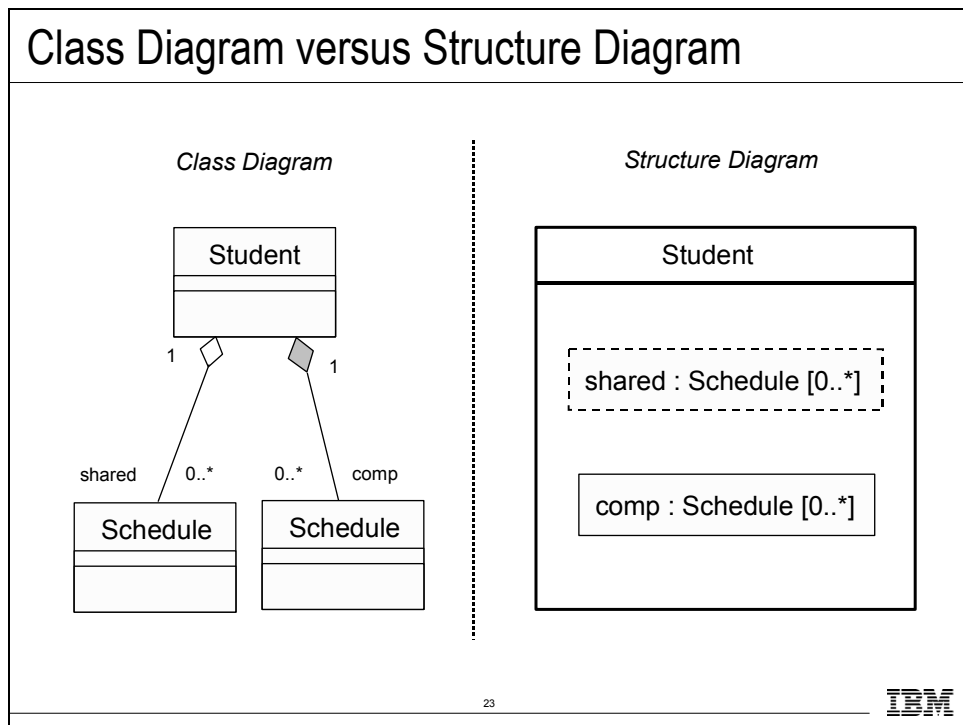 Class Diagram versus Structure Diagram
Class Diagram
Structure Diagram
Student
1
1
shared
0..*
0..*
comp
Schedule
Schedule
Student
shared : Schedule [0..*]
comp : Schedule [0..*]
23
IBM